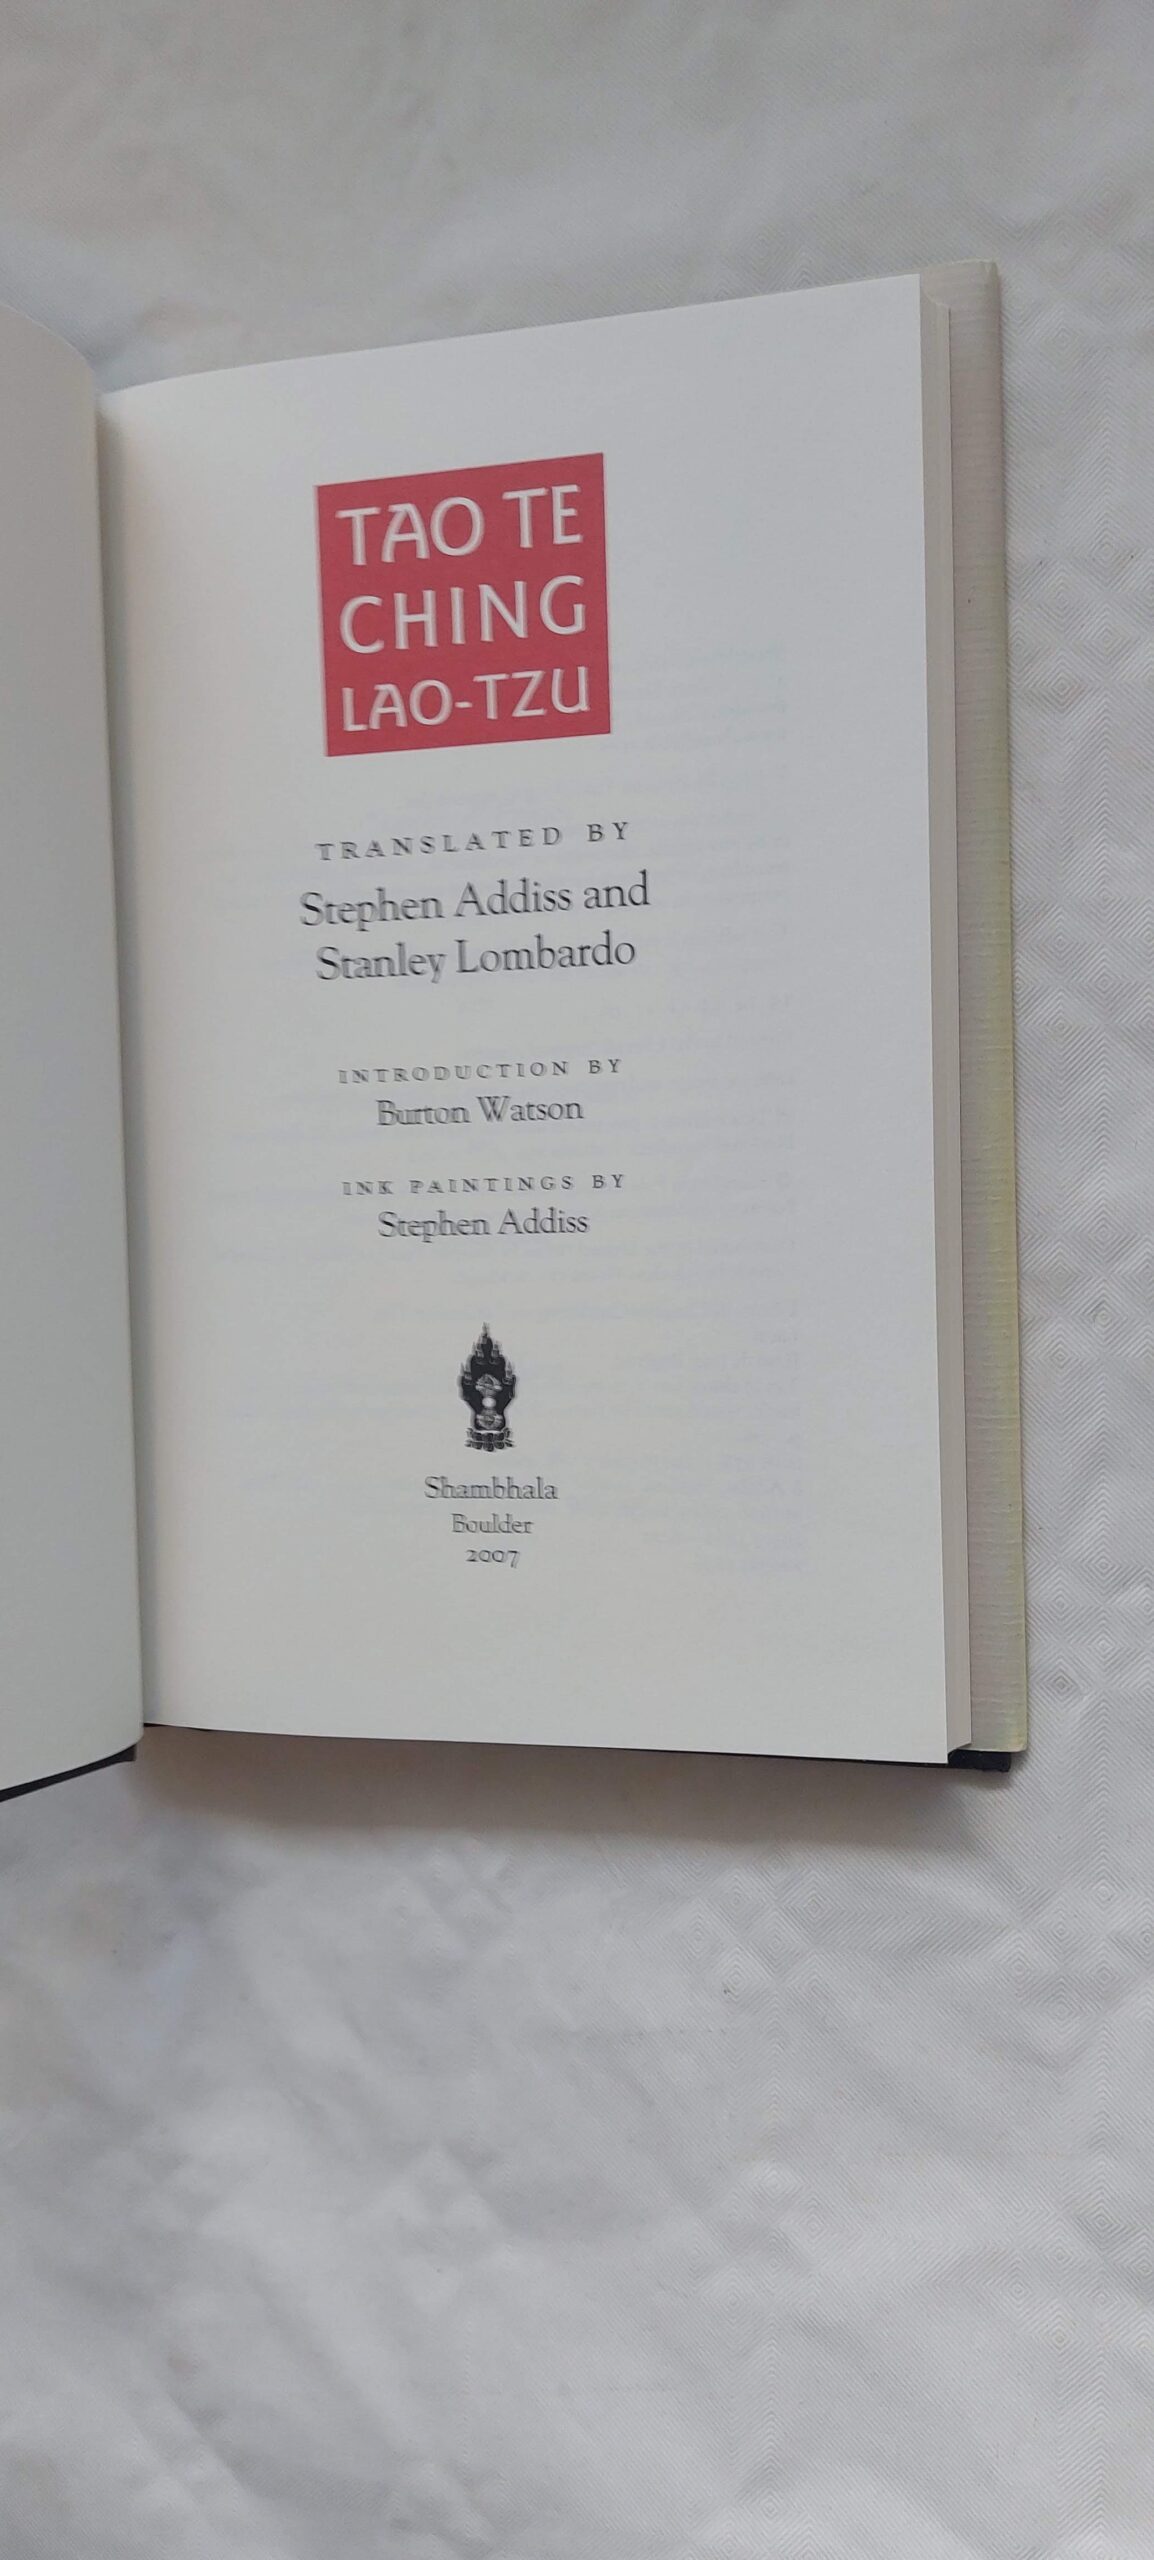 TAO TE
CHING
LAO-TZU
TRANSLATED BY
Stephen Addiss and
Stanley Lombardo
INTRODUCTION BY
Burton Watson
INK PAINTINGS BY
Stephen Addiss
Shambhala
Boulder
2007